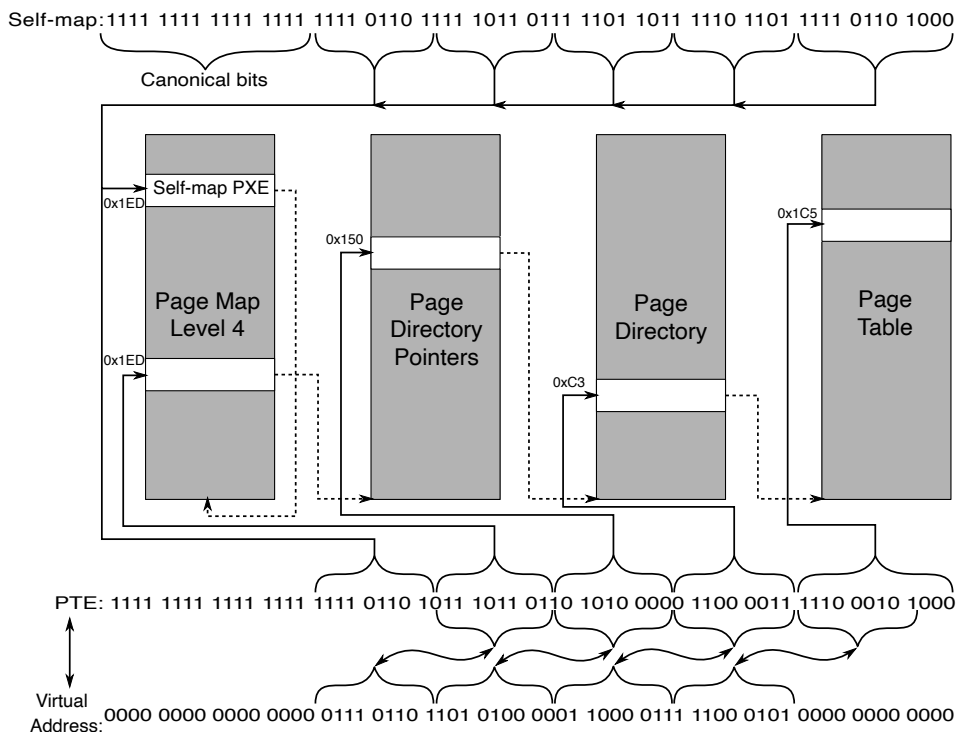 Self-map: 1111 1111 1111 1111 1111 0110 1111 1011 0111 1101 1011 1110 1101 1111 0110 1000
Canonical bits
Self-map PXE
0x1ED
0x150
0x1C5
Page Map
Level 4
Page
Directory
Pointers
Page
Directory
Page
Table
0x1ED
0xC3
PTE: 1111 1111 1111 1111 1111 0110 1011 1011 0110 1010 0000 1100 0011 1110 0010 1000
Virtual
Address: 0000 0000 0000 0000 0111 0110 1101 0100 0001 1000 0111 1100 0101 0000 0000 0000